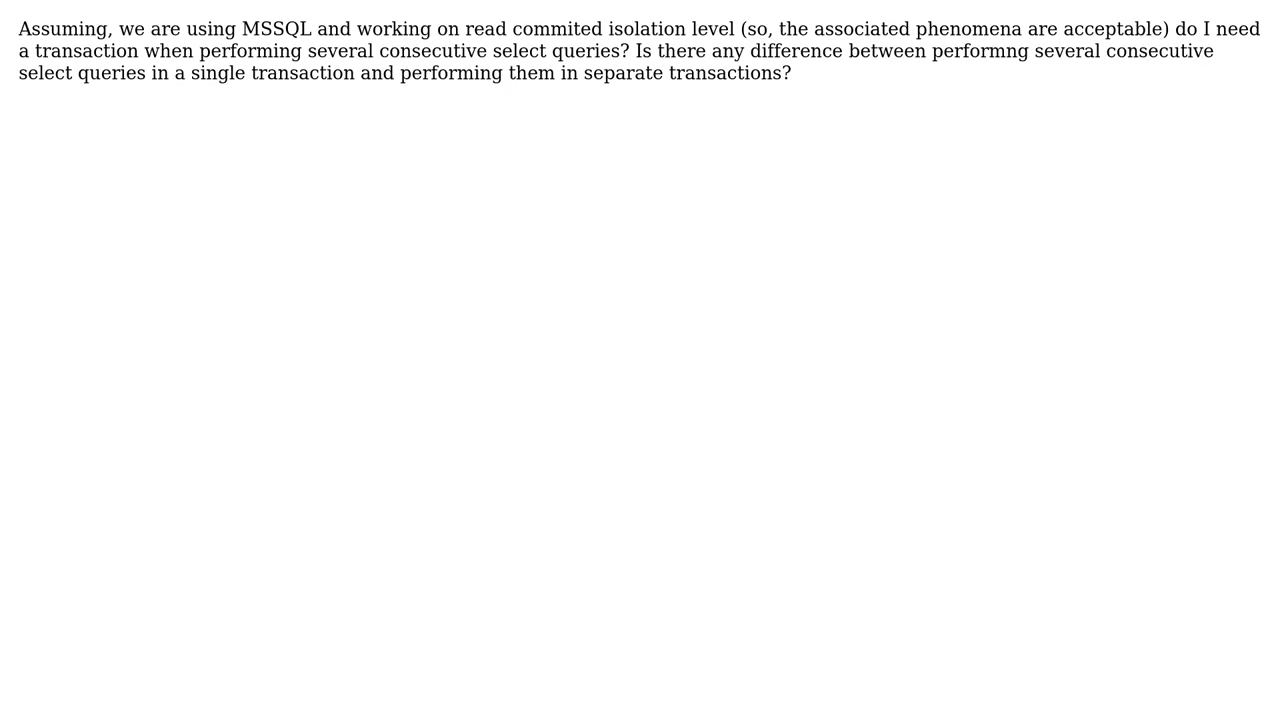 Assuming, we are using MSSQL and working on read commited isolation level (so, the associated phenomena are acceptable) do I need
a transaction when performing several consecutive select queries? Is there any difference between performng several consecutive
select queries in a single transaction and performing them in separate transactions?